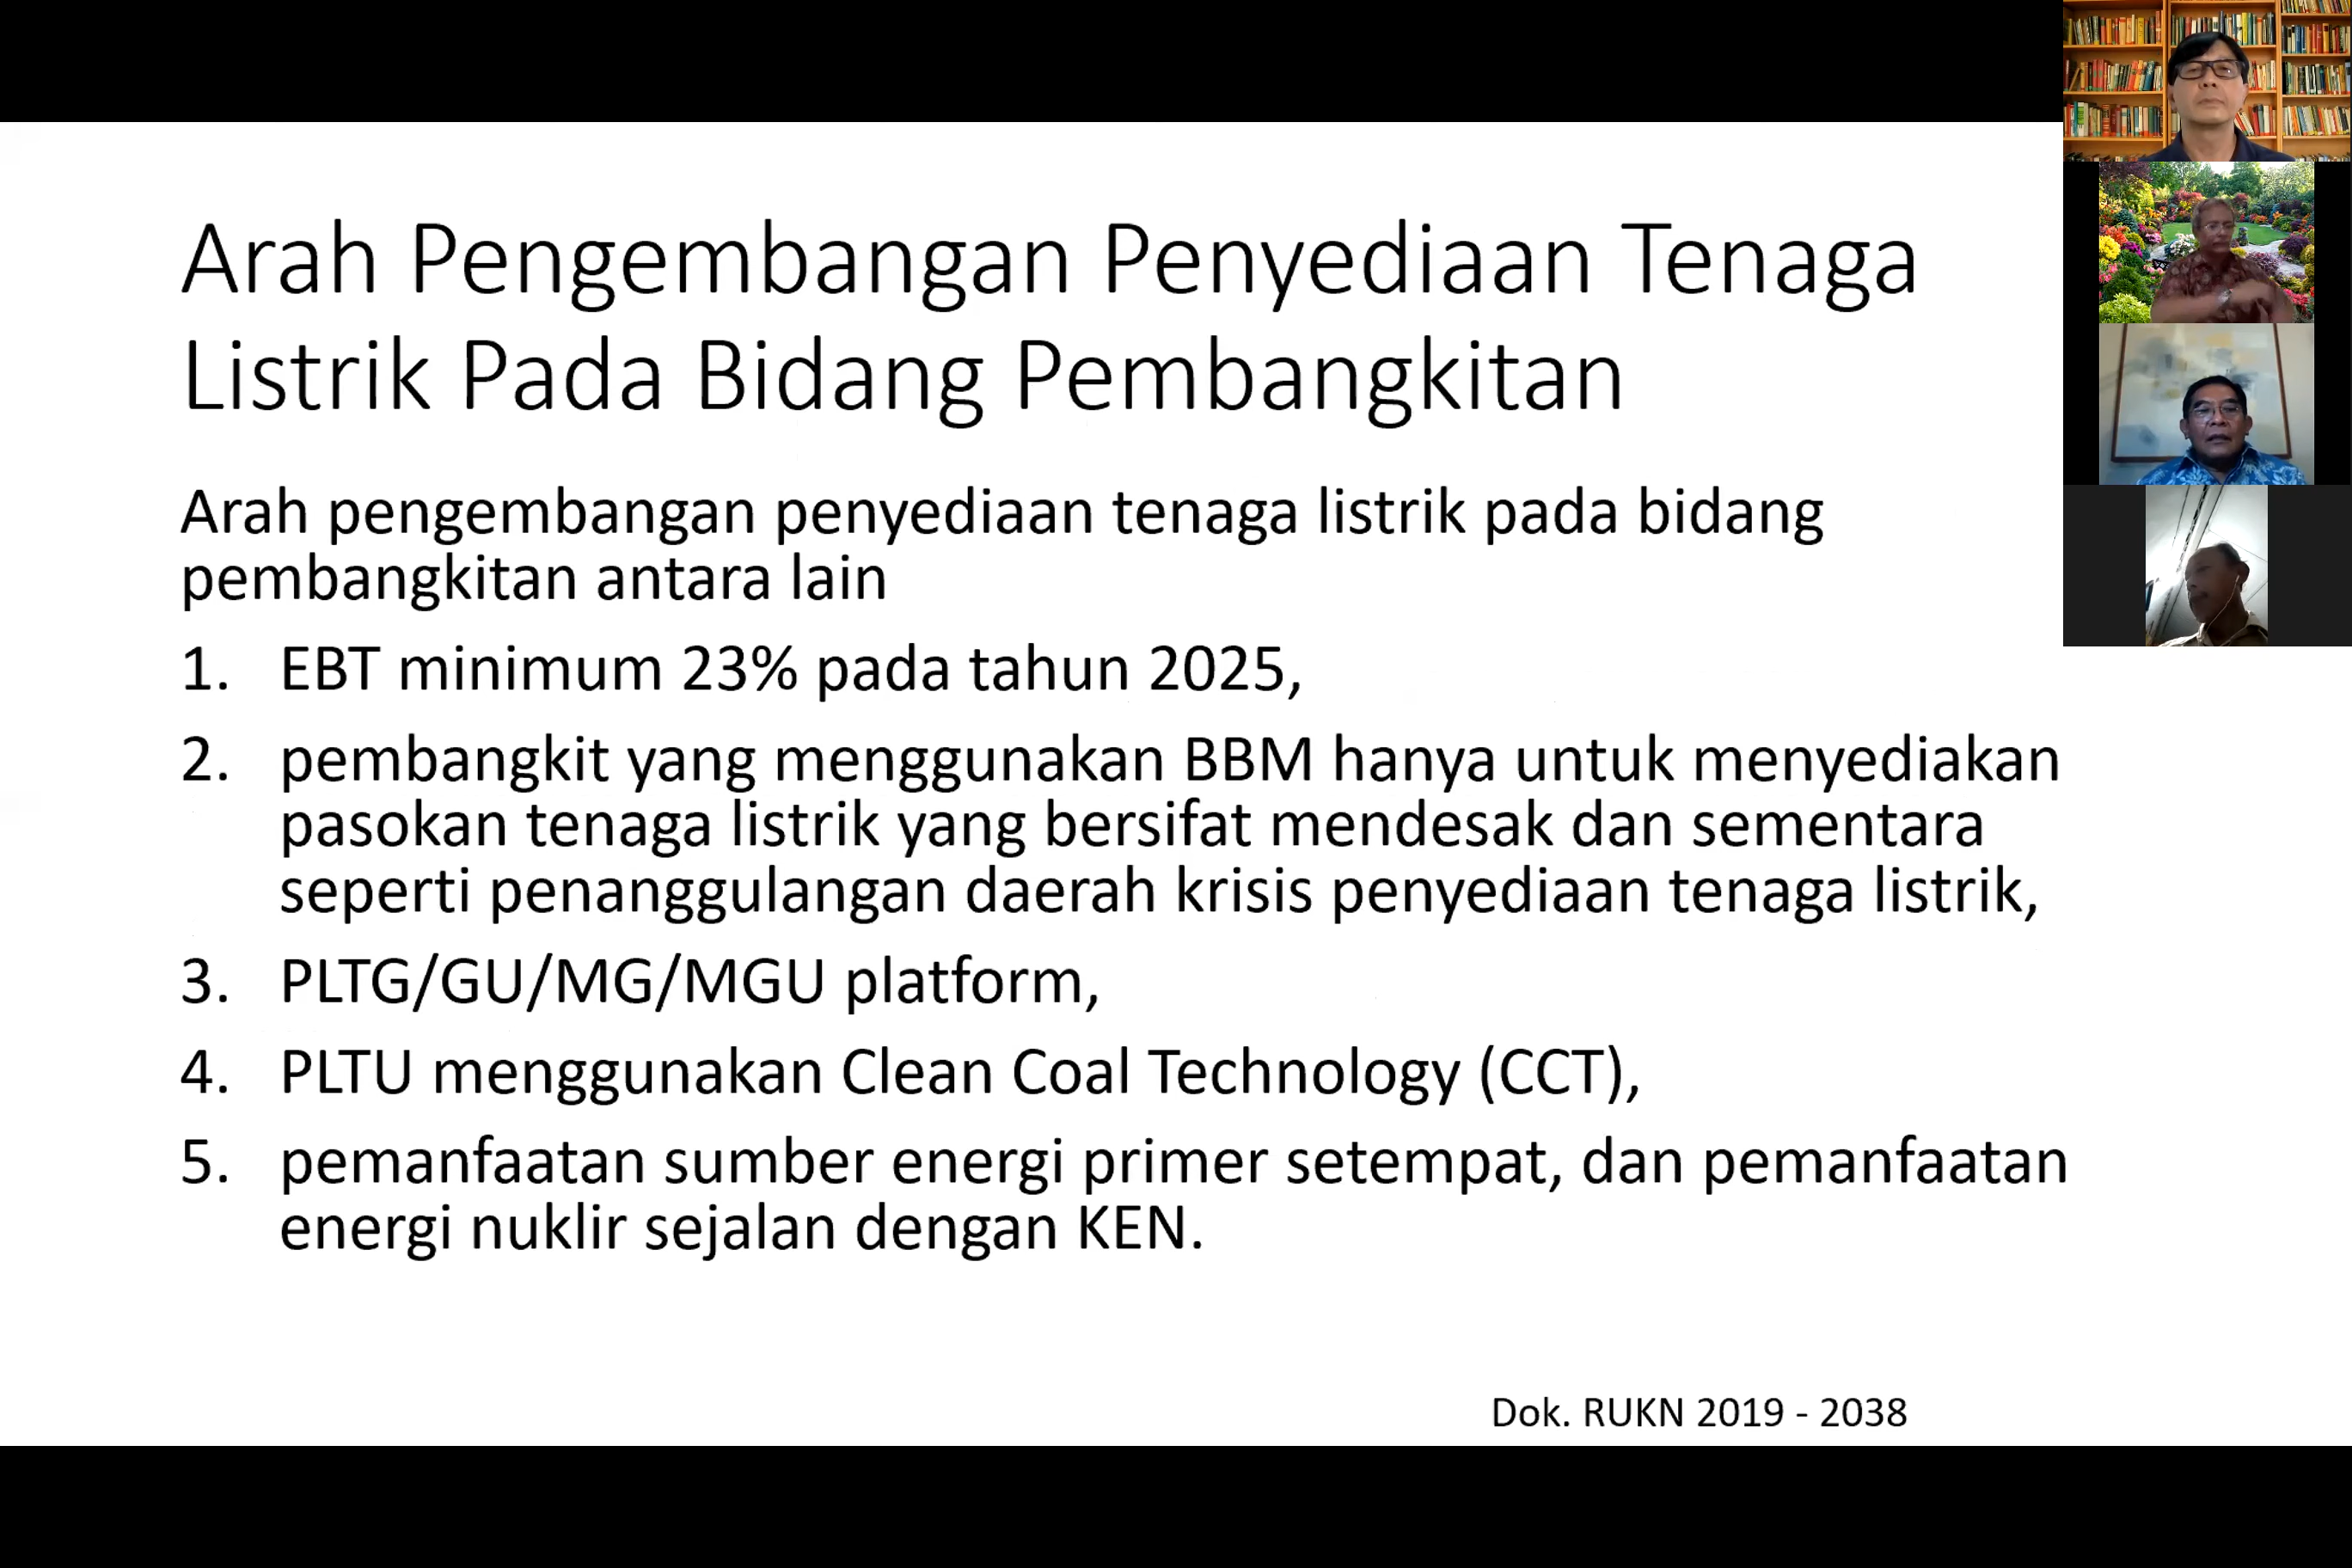 Arah Pengembangan Penyediaan Tenaga
Listrik Pada Bidang Pembangkitan
Arah pengembangan penyediaan tenaga listrik pada bidang
pembangkitan antara lain
1. EBT minimum 23% pada tahun 2025,
2. pembangkit yang menggunakan BBM hanya untuk menyediakan
pasokan tenaga listrik yang bersifat mendesak dan sementara
seperti penanggulangan daerah krisis penyediaan tenaga listrik,
3. PLTG/GU/MG/MGU platform,
4. PLTU menggunakan Clean Coal Technology (CCT),
5. pemanfaatan sumber energi primer setempat, dan pemanfaatan
energi nuklir sejalan dengan KEN.
Dok. RUKN 2019 - 2038